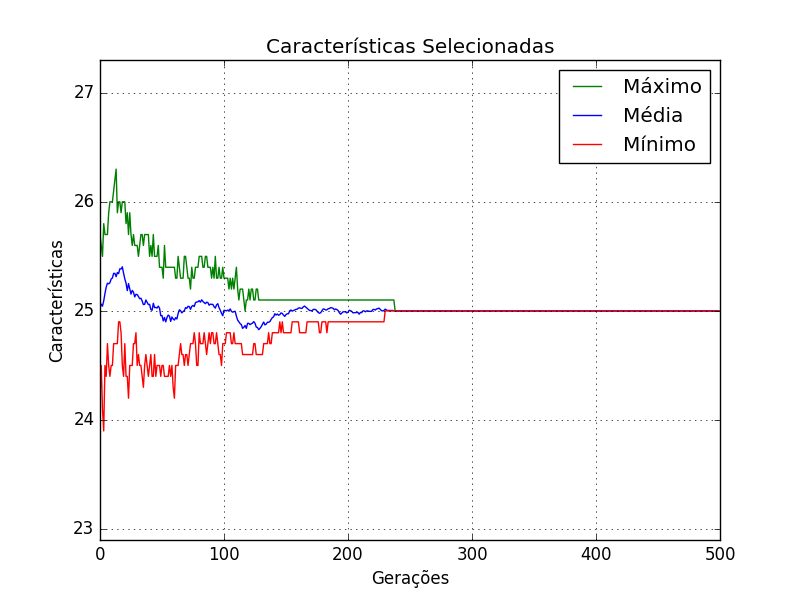 Características Selecionadas
Máximo
Média
Mínimo
27
26
25
24
23
Características
0 100 200 300 400 500
Gerações